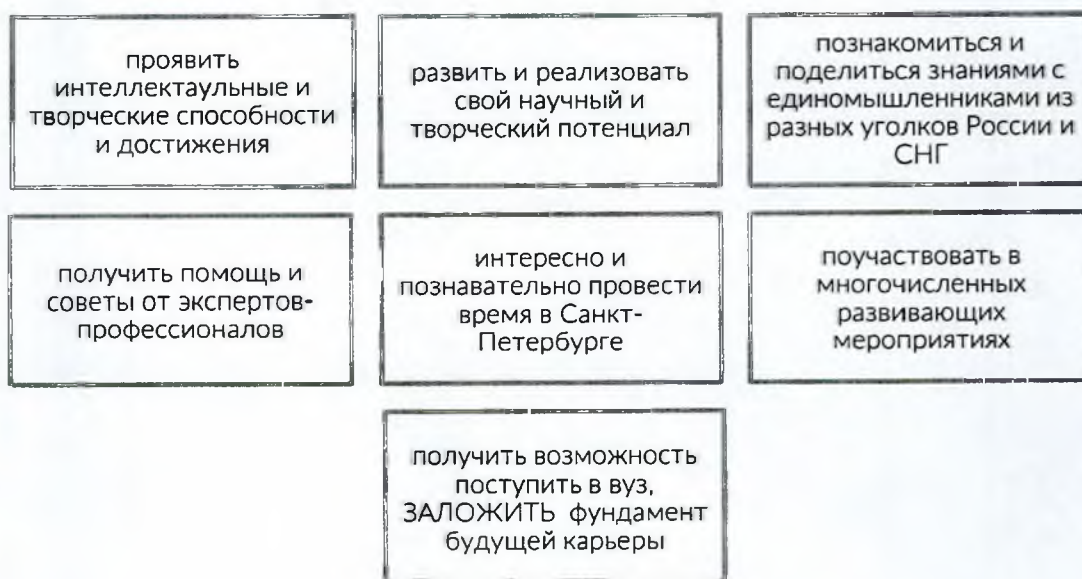 проявить
интеллектаульные и
творческие способности
и достижения
развить и реализовать
свой научный и
творческий потенциал
познакомиться и
поделиться знаниями с
единомышленниками из
разных уголков России и
СНГ
получить помощь и
советы от экспертов-
профессионалов
интересно и
познавательно провести
время в Санкт-
Петербурге
поучаствовать в
многочисленных
развивающих
мероприятиях
получить возможность
поступить в вуз,
ЗАЛОЖИТЬ фундамент
будущей карьеры